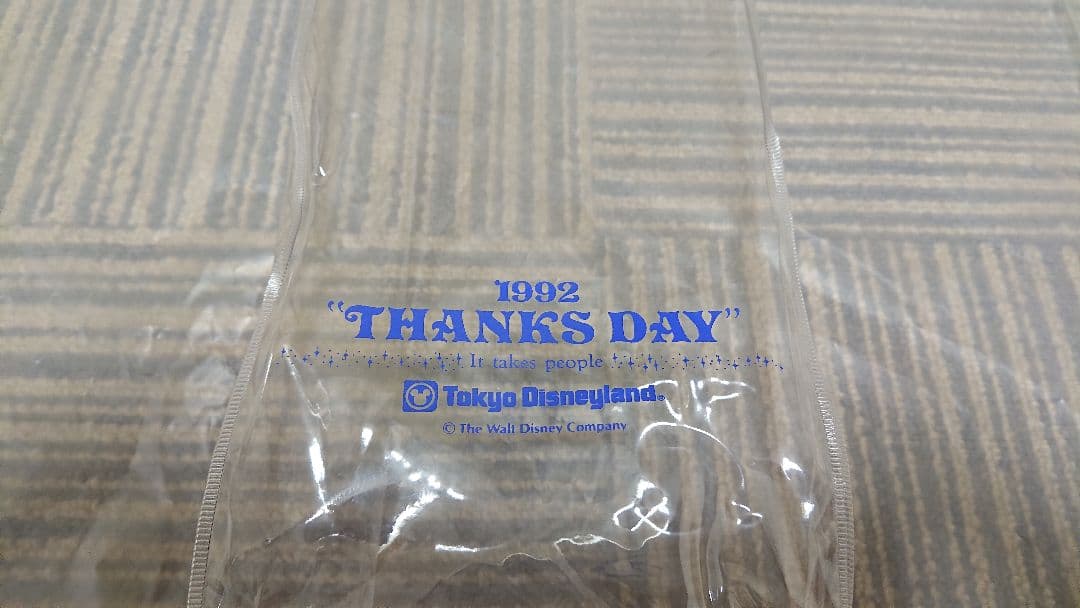 1992
“THANKS DAY”
It takes people
Tokyo Disneyland®
© The Walt Disney Company